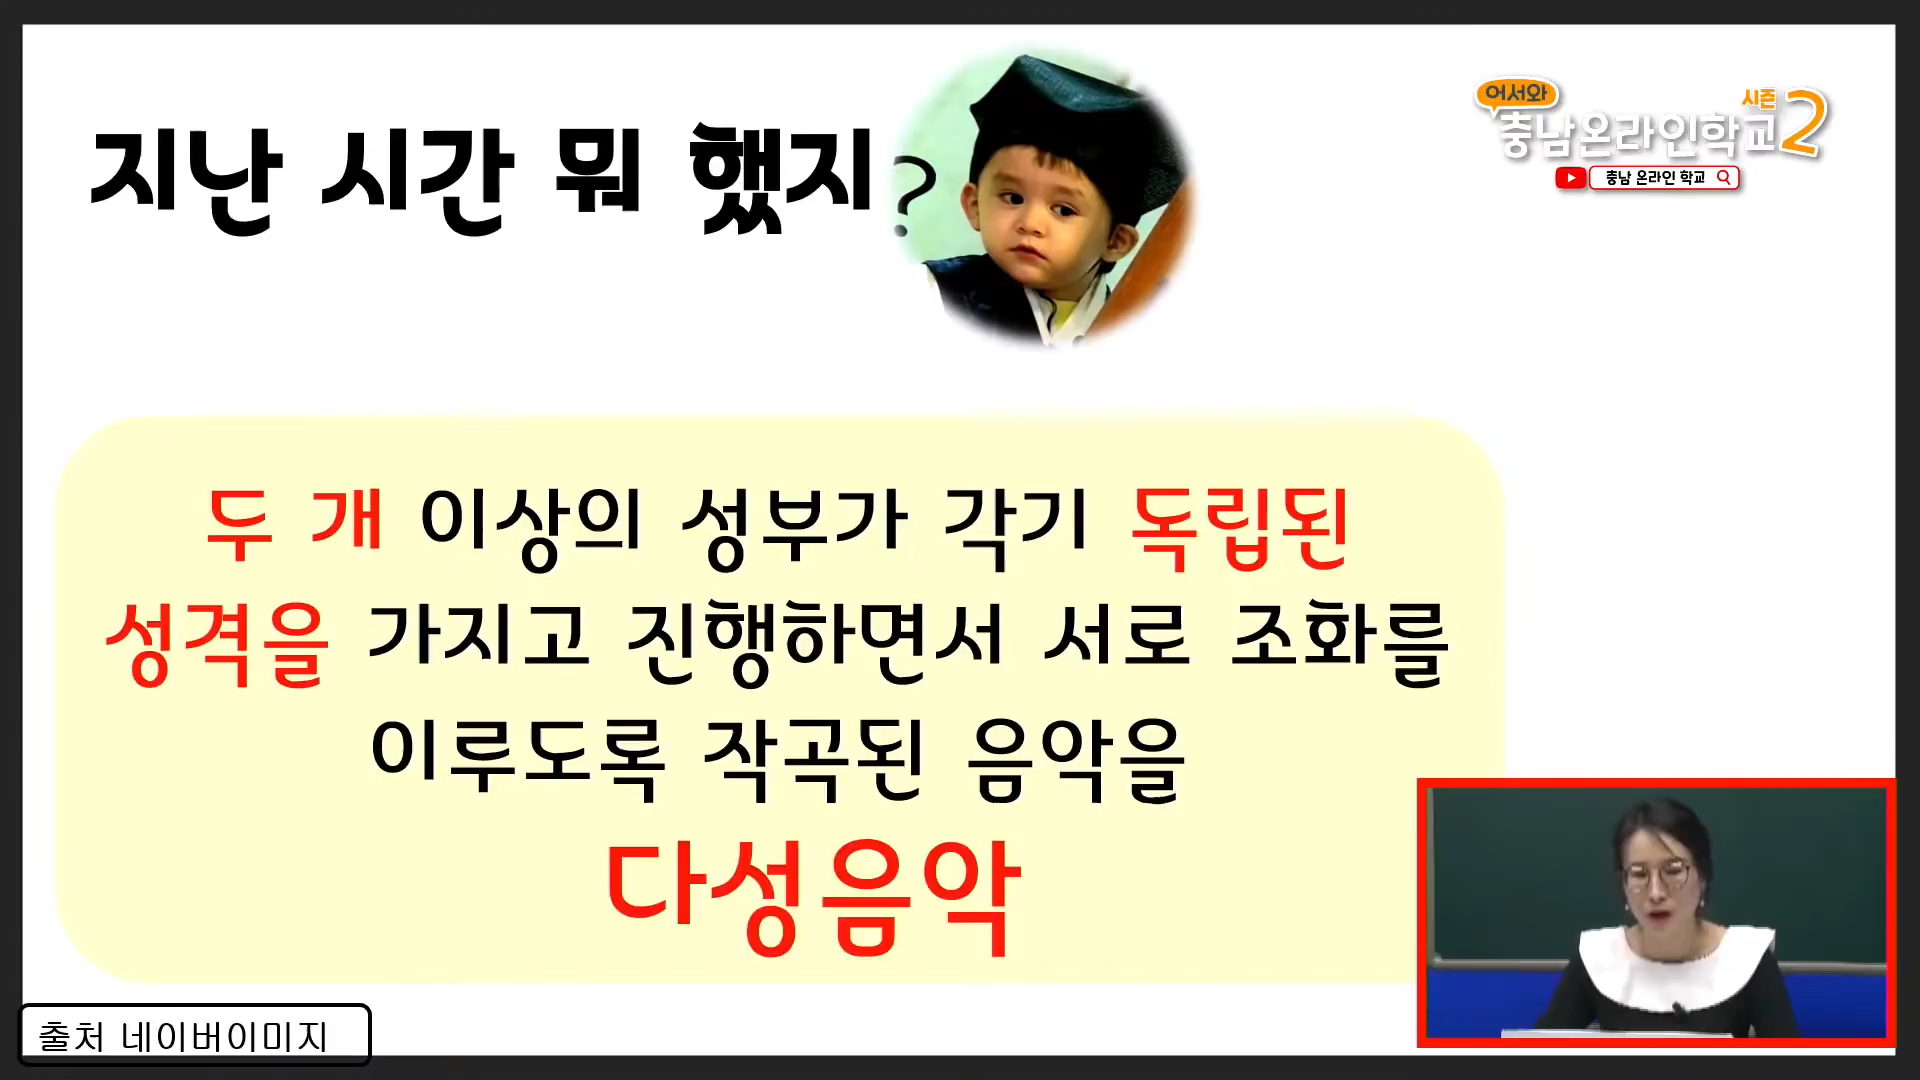 지난 시간 뭐 했지?
어서와
시즌2
충남온라인학교
충남 온라인 학교
두 개 이상의 성부가 각기 독립된
성격을 가지고 진행하면서 서로 조화를
이루도록 작곡된 음악을
다성음악
출처 네이버이미지